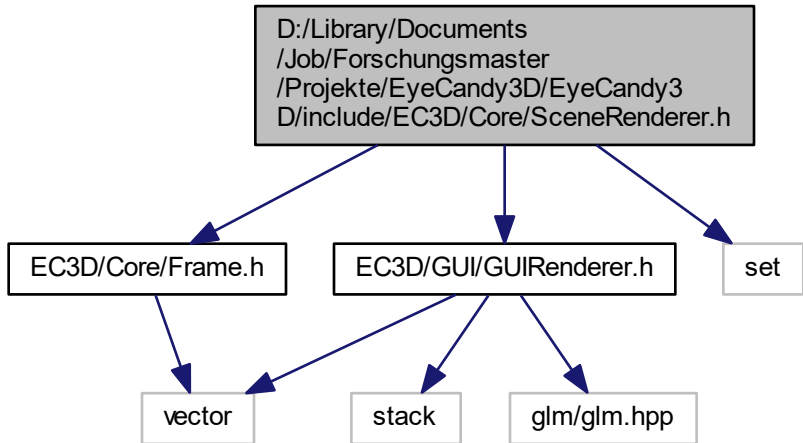 D:/Library/Documents
/Job/Forschungsmaster
/Projekte/EyeCandy3D/EyeCandy3
D/include/EC3D/Core/SceneRenderer.h
EC3D/Core/Frame.h
EC3D/GUI/GUIRenderer.h
set
vector
stack
glm/glm.hpp